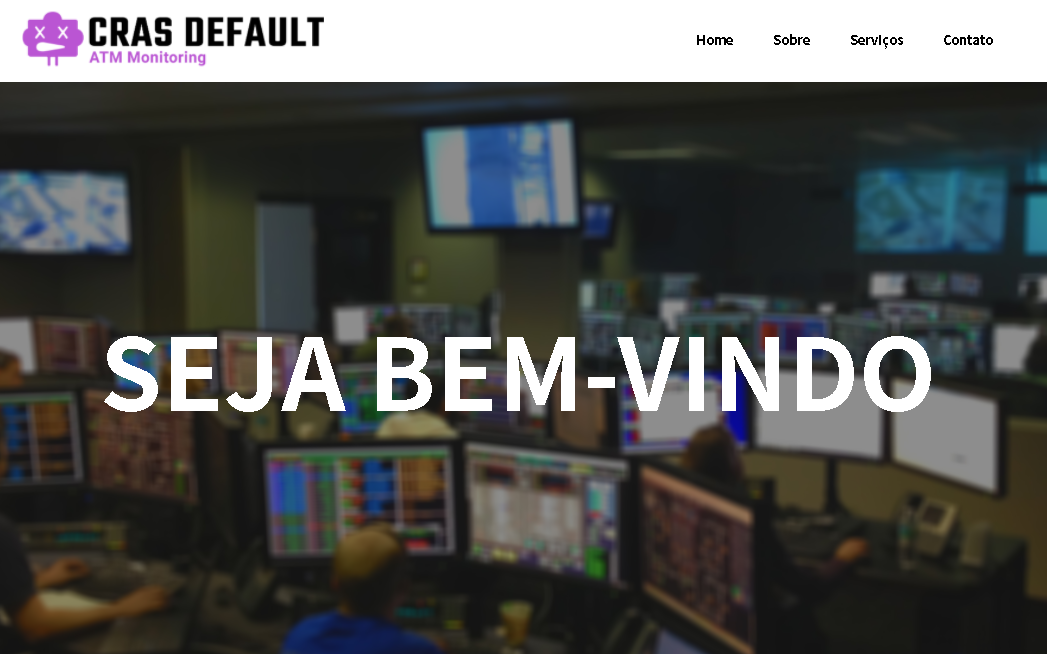 CRAS DEFAULT
ATM Monitoring
Home Sobre Serviços Contato
SEJA BEM-VINDO